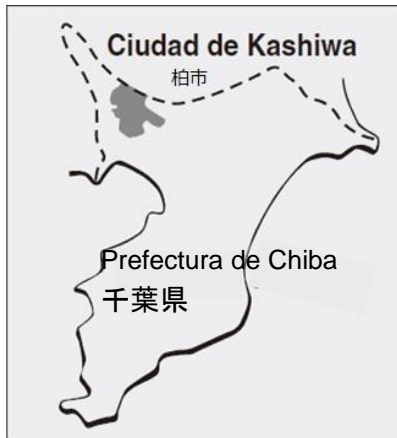 Ciudad de Kashiwa
柏市
Prefectura de Chiba
千葉県